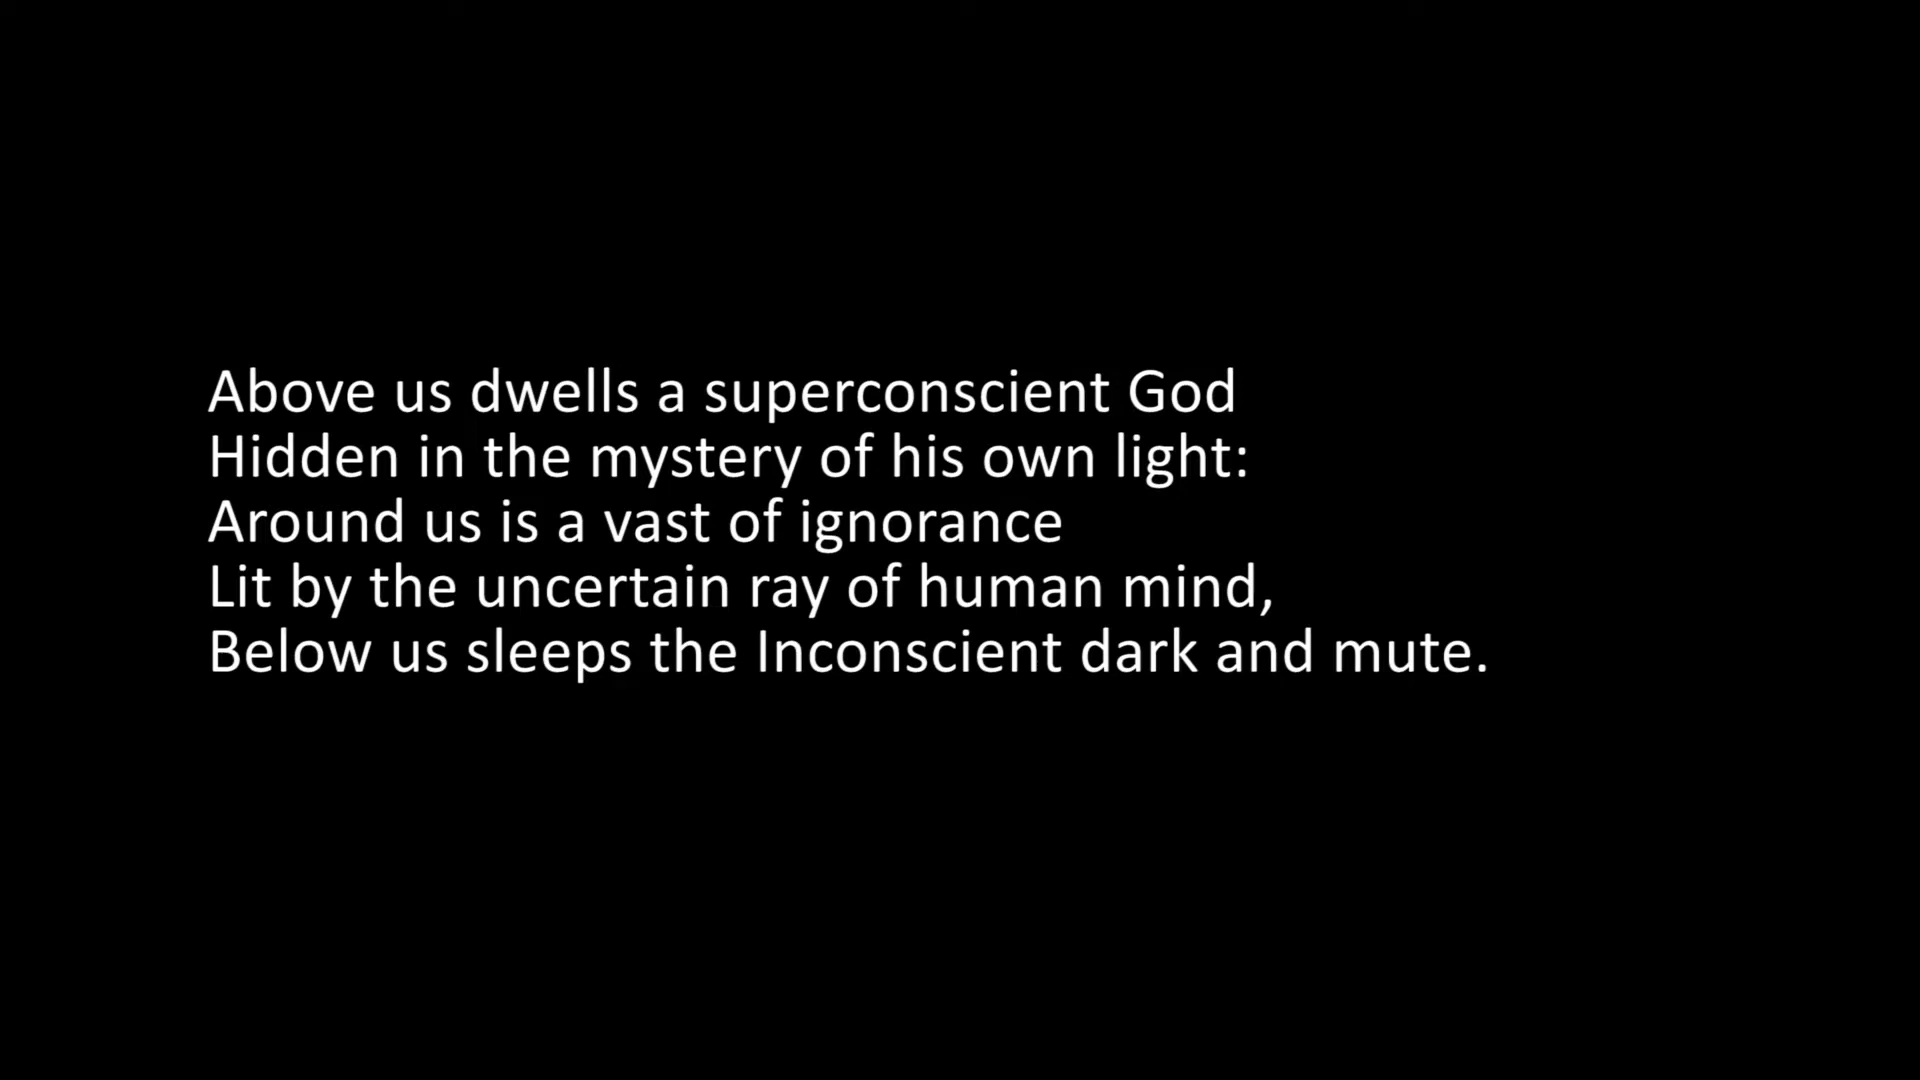 Above us dwells a superconscient God
Hidden in the mystery of his own light:
Around us is a vast of ignorance
Lit by the uncertain ray of human mind,
Below us sleeps the Inconscient dark and mute.